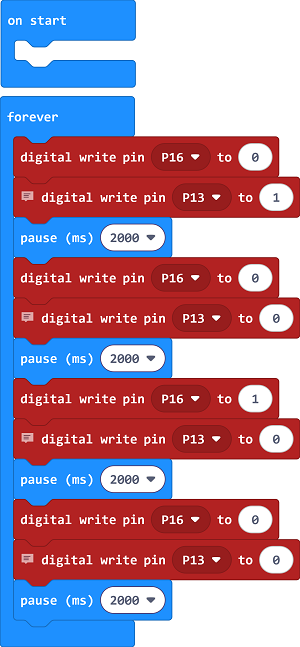 on start
forever
digital write pin P16 to 0
digital write pin P13 to 1
pause (ms) 2000
digital write pin P16 to 0
digital write pin P13 to 0
pause (ms) 2000
digital write pin P16 to 1
digital write pin P13 to 0
pause (ms) 2000
digital write pin P16 to 0
digital write pin P13 to 0
pause (ms) 2000